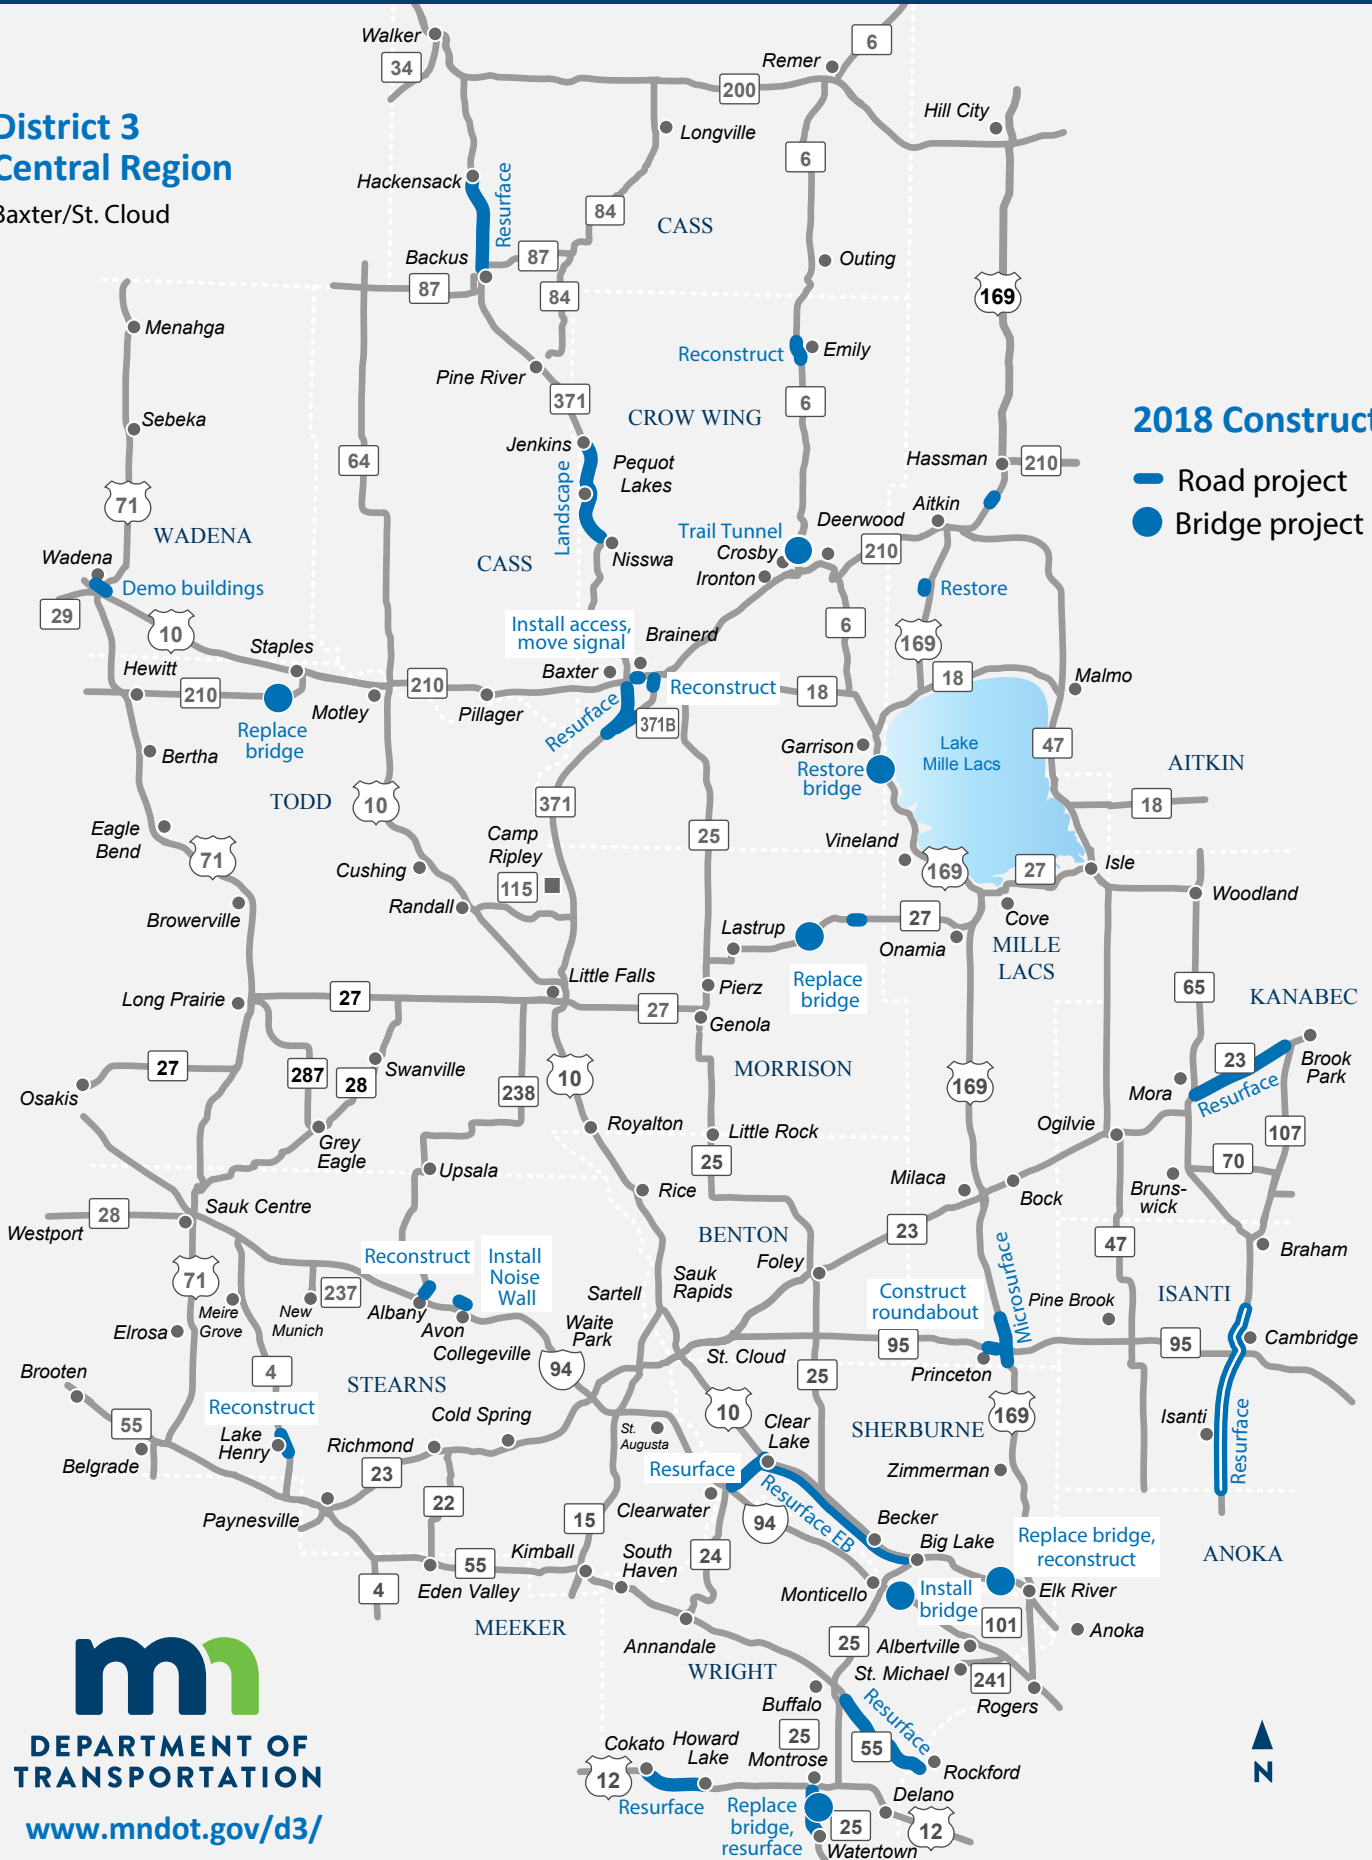 District 3
Central Region
Baxter/St. Cloud
Walker
34
Remer
6
200
Longville
Hill City
6
Hackensack
Resurface
84
CASS
Backus
87
87
84
Outing
169
Menahga
Reconstruct
Emily
Pine River
371
6
CROW WING
2018 Construct
Sebeka
Jenkins
64
Pequot
Lakes
Landscape
Hassman
210
Road project
71
WADENA
Aitkin
Deerwood
Trail Tunnel
Crosby
210
Bridge project
Wadena
CASS
Nisswa
Ironton
Demo buildings
Restore
29
10
Install access,
move signal
Brainerd
6
169
Staples
Hewitt
Baxter
18
Malmo
210
210
Motley
Pillager
Reconstruct
18
Replace
bridge
Resurface
371B
Garrison
Restore
bridge
Lake
Mille Lacs
47
Bertha
AITKIN
TODD
10
371
18
Eagle
Bend
Camp
Ripley
25
Vineland
71
Cushing
115
169
27
Isle
Randall
Woodland
Browerville
Lastrup
27
Cove
Onamia
MILLE
LACS
Long Prairie
27
Little Falls
Replace
bridge
Pierz
65
KANABEC
27
Genola
27
287
28
Swanville
MORRISON
23
Brook
Park
Osakis
238
10
169
Mora
Resurface
Grey
Eagle
Royalton
Little Rock
Ogilvie
107
Upsala
25
70
Rice
Milaca
Bock
Bruns-
wick
28
Sauk Centre
Westport
BENTON
23
47
Braham
Reconstruct
Install
Noise
Wall
Foley
71
237
Sauk
Rapids
Sartell
Construct
roundabout
Microsurface
ISANTI
Meire
Grove
New
Munich
Albany
Pine Brook
Elrosa
Avon
Waite
Park
Collegeville
95
95
Cambridge
94
St. Cloud
Princeton
Brooten
4
STEARNS
25
Reconstruct
10
169
Cold Spring
Clear
Lake
Isanti
Resurface
55
Lake
Henry
Richmond
St.
Augusta
SHERBURNE
Belgrade
23
Resurface
Zimmerman
22
Clearwater
Resurface EB
Paynesville
15
94
Becker
Replace bridge,
reconstruct
Big Lake
Kimball
South
Haven
24
ANOKA
55
4
Eden Valley
Monticello
Install
bridge
Elk River
MEEKER
101
Anoka
Annandale
25
Albertville
WRIGHT
St. Michael
241
Rogers
Buffalo
Resurface
25
55
Cokato
Howard
Lake
Montrose
12
Rockford
N
Resurface
Replace
bridge,
resurface
Delano
25
12
Watertown
mn
DEPARTMENT OF
TRANSPORTATION
www.mndot.gov/d3/